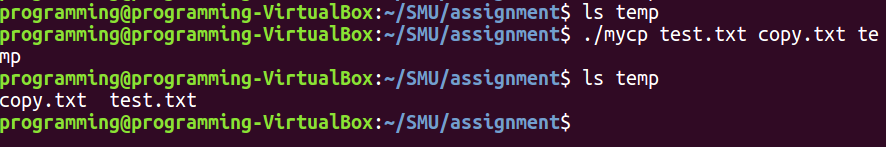 programming@programming-VirtualBox:~/SMU/assignment$ ls temp
programming@programming-VirtualBox:~/SMU/assignment$ ./mycp test.txt copy.txt te
mp
programming@programming-VirtualBox:~/SMU/assignment$ ls temp
copy.txt  test.txt
programming@programming-VirtualBox:~/SMU/assignment$